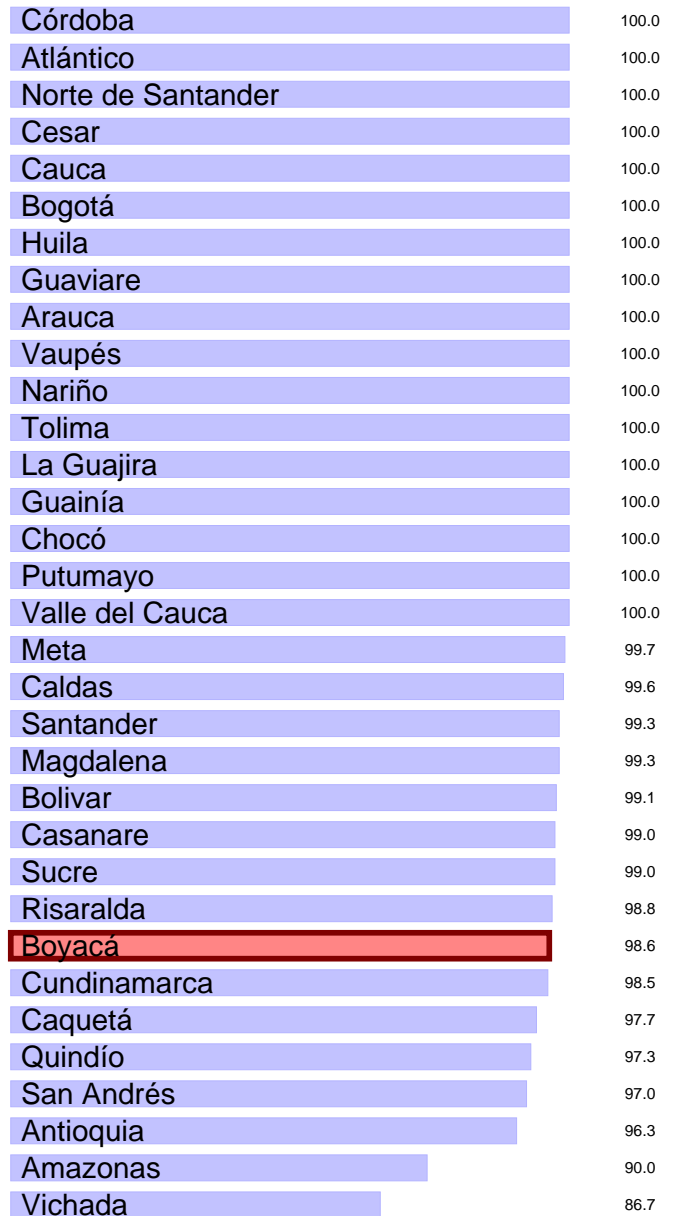 Córdoba 100.0
Atlántico 100.0
Norte de Santander 100.0
Cesar 100.0
Cauca 100.0
Bogotá 100.0
Huila 100.0
Guaviare 100.0
Arauca 100.0
Vaupés 100.0
Nariño 100.0
Tolima 100.0
La Guajira 100.0
Guainía 100.0
Chocó 100.0
Putumayo 100.0
Valle del Cauca 100.0
Meta 99.7
Caldas 99.6
Santander 99.3
Magdalena 99.3
Bolivar 99.1
Casanare 99.0
Sucre 99.0
Risaralda 98.8
Boyacá 98.6
Cundinamarca 98.5
Caquetá 97.7
Quindío 97.3
San Andrés 97.0
Antioquia 96.3
Amazonas 90.0
Vichada 86.7